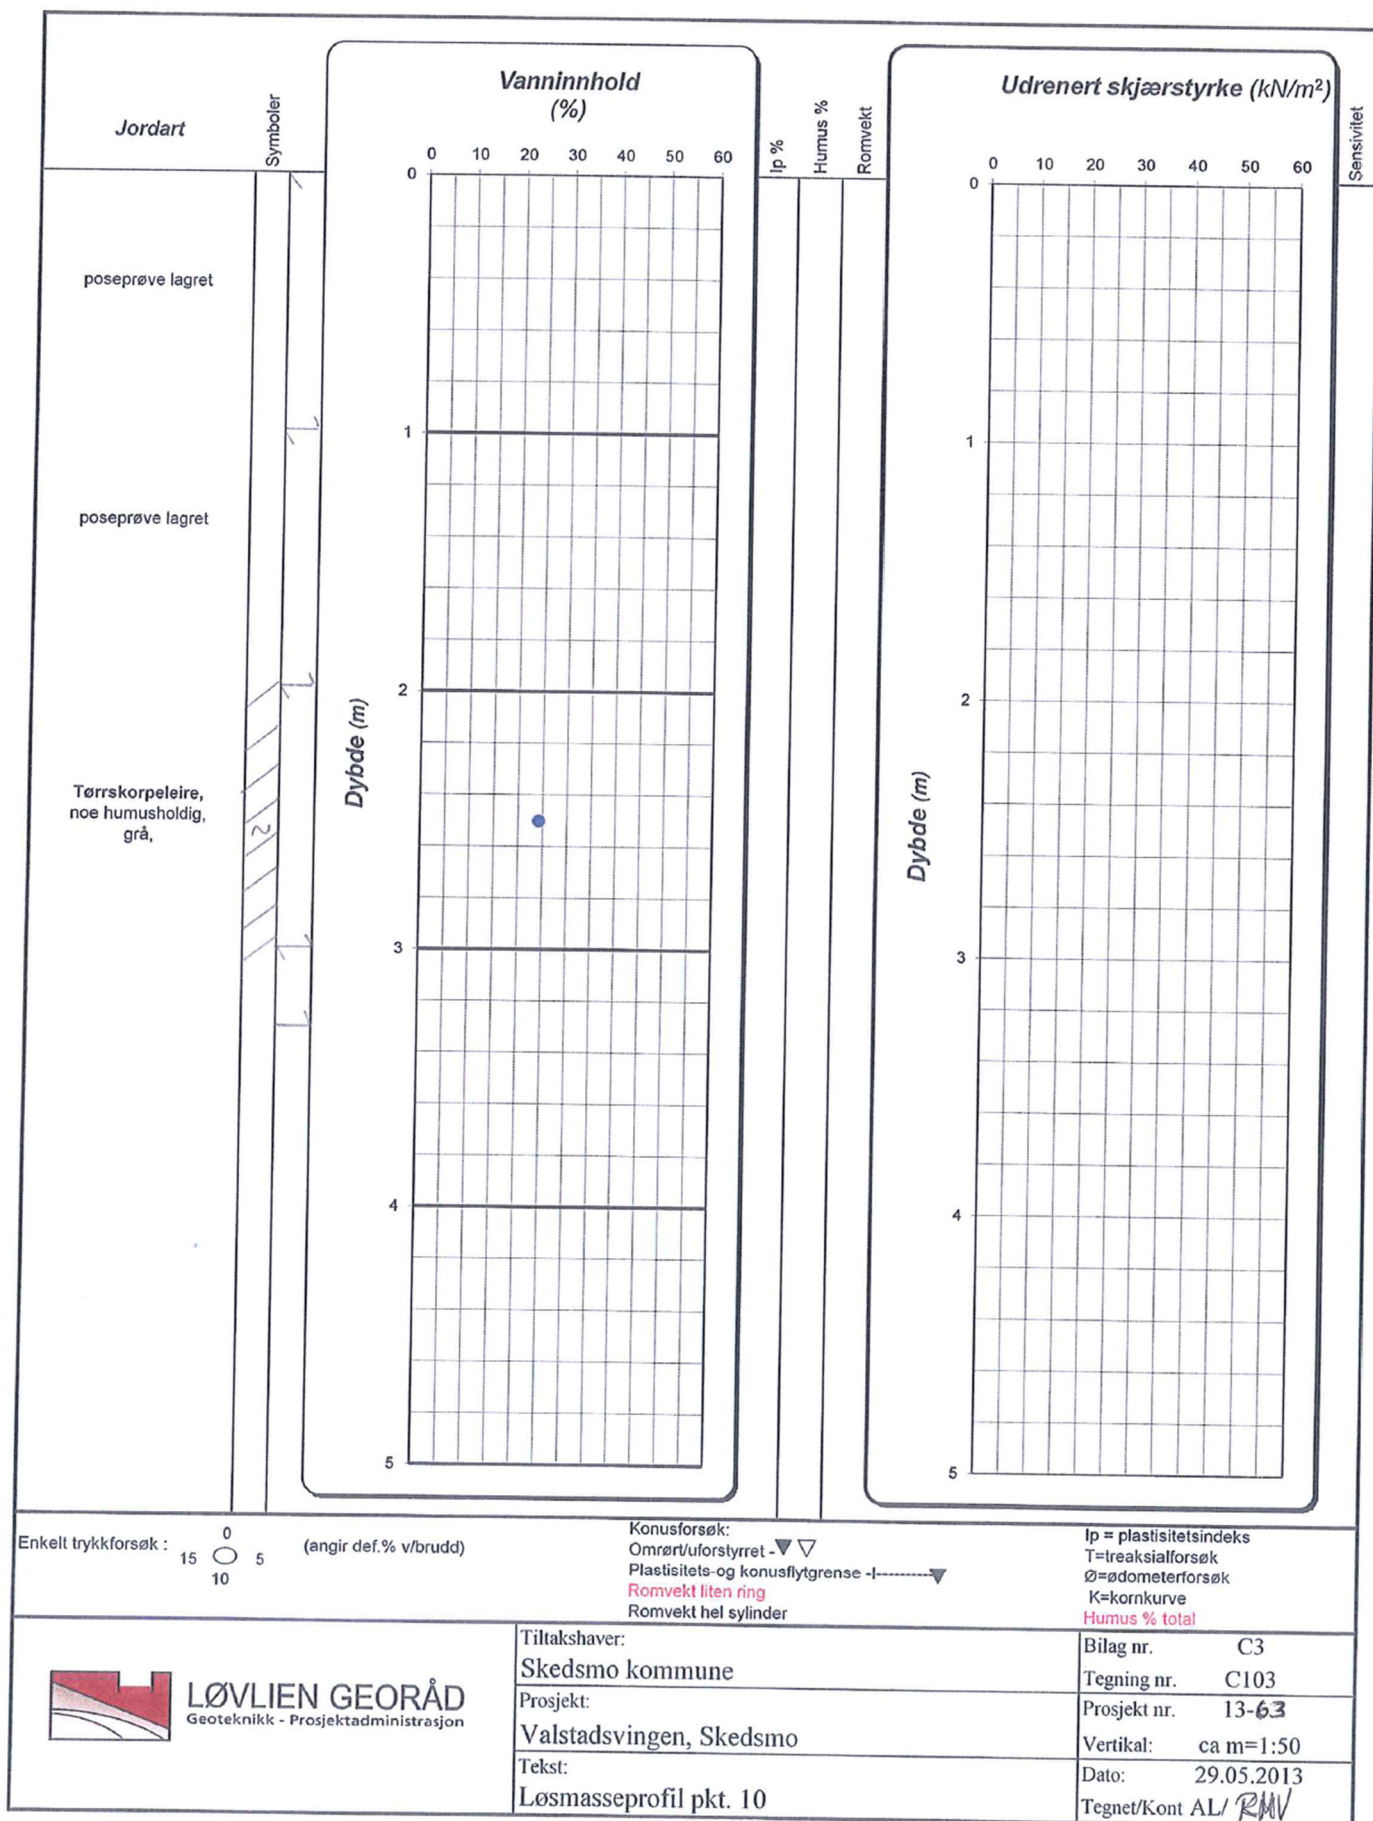 Jordart
Symboler
Vanninnhold
(%)
Ip %
Humus %
Romvekt
Udrenert skjærstyrke (kN/m²)
Sensivitet
0 10 20 30 40 50 60
0 10 20 30 40 50 60
0
1
2
3
4
5
Dybde (m)
0
1
2
3
4
5
Dybde (m)
poseprøve lagret
poseprøve lagret
Tørrskorpeleire,
noe humusholdig,
grå,
Enkelt trykkforsøk :
0
15 5
10
(angir def.% v/brudd)
Konusforsøk:
Omrørt/uforstyrret -▼ ▽
Plastisitets-og konusflytgrense -I--------▼
Romvekt liten ring
Romvekt hel sylinder
Ip = plastisitetsindeks
T=treaksialforsøk
Ø=ødometerforsøk
K=kornkurve
Humus % total
LØVLIEN GEORÅD
Geoteknikk - Prosjektadministrasjon
Tiltakshaver:
Skedsmo kommune
Prosjekt:
Valstadsvingen, Skedsmo
Tekst:
Løsmasseprofil pkt. 10
Bilag nr. C3
Tegning nr. C103
Prosjekt nr. 13-63
Vertikal: ca m=1:50
Dato: 29.05.2013
Tegnet/Kont AL/ RMV